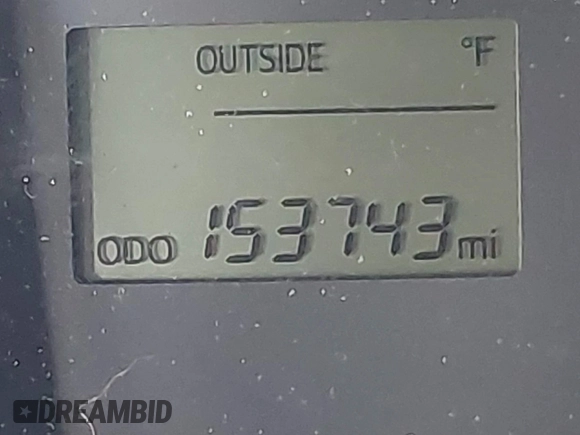 OUTSIDE °F
ODO 153743 mi
DREAMBID